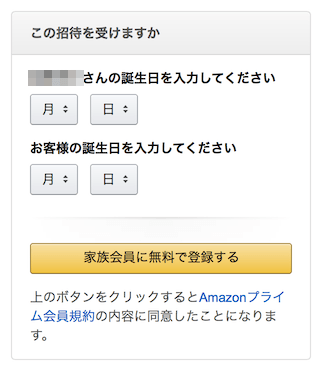 この招待を受けますか
さんの誕生日を入力してください
月 日
お客様の誕生日を入力してください
月 日
家族会員に無料で登録する
上のボタンをクリックするとAmazonプライ
ム会員規約の内容に同意したことになりま
す。